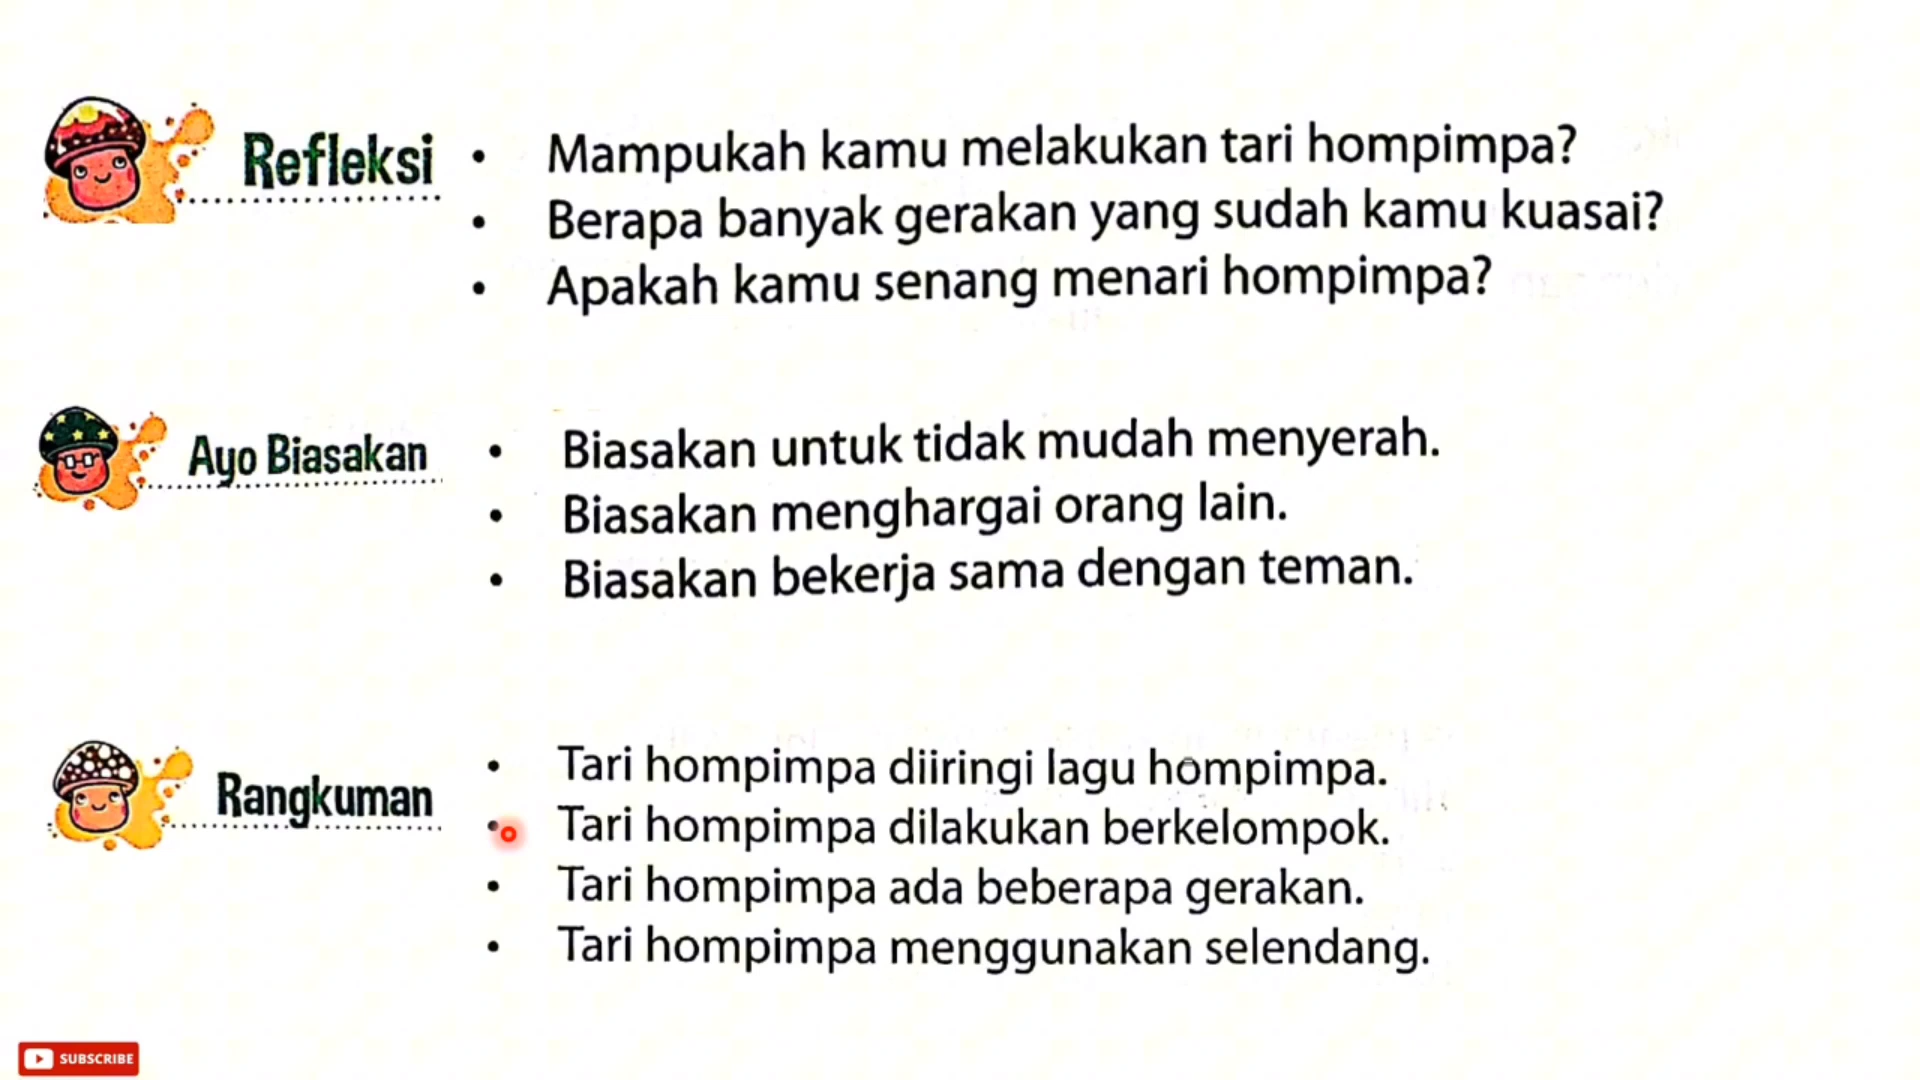 Refleksi
• Mampukah kamu melakukan tari hompimpa?
• Berapa banyak gerakan yang sudah kamu kuasai?
• Apakah kamu senang menari hompimpa?
Ayo Biasakan
• Biasakan untuk tidak mudah menyerah.
• Biasakan menghargai orang lain.
• Biasakan bekerja sama dengan teman.
Rangkuman
• Tari hompimpa diiringi lagu hompimpa.
• Tari hompimpa dilakukan berkelompok.
• Tari hompimpa ada beberapa gerakan.
• Tari hompimpa menggunakan selendang.
SUBSCRIBE